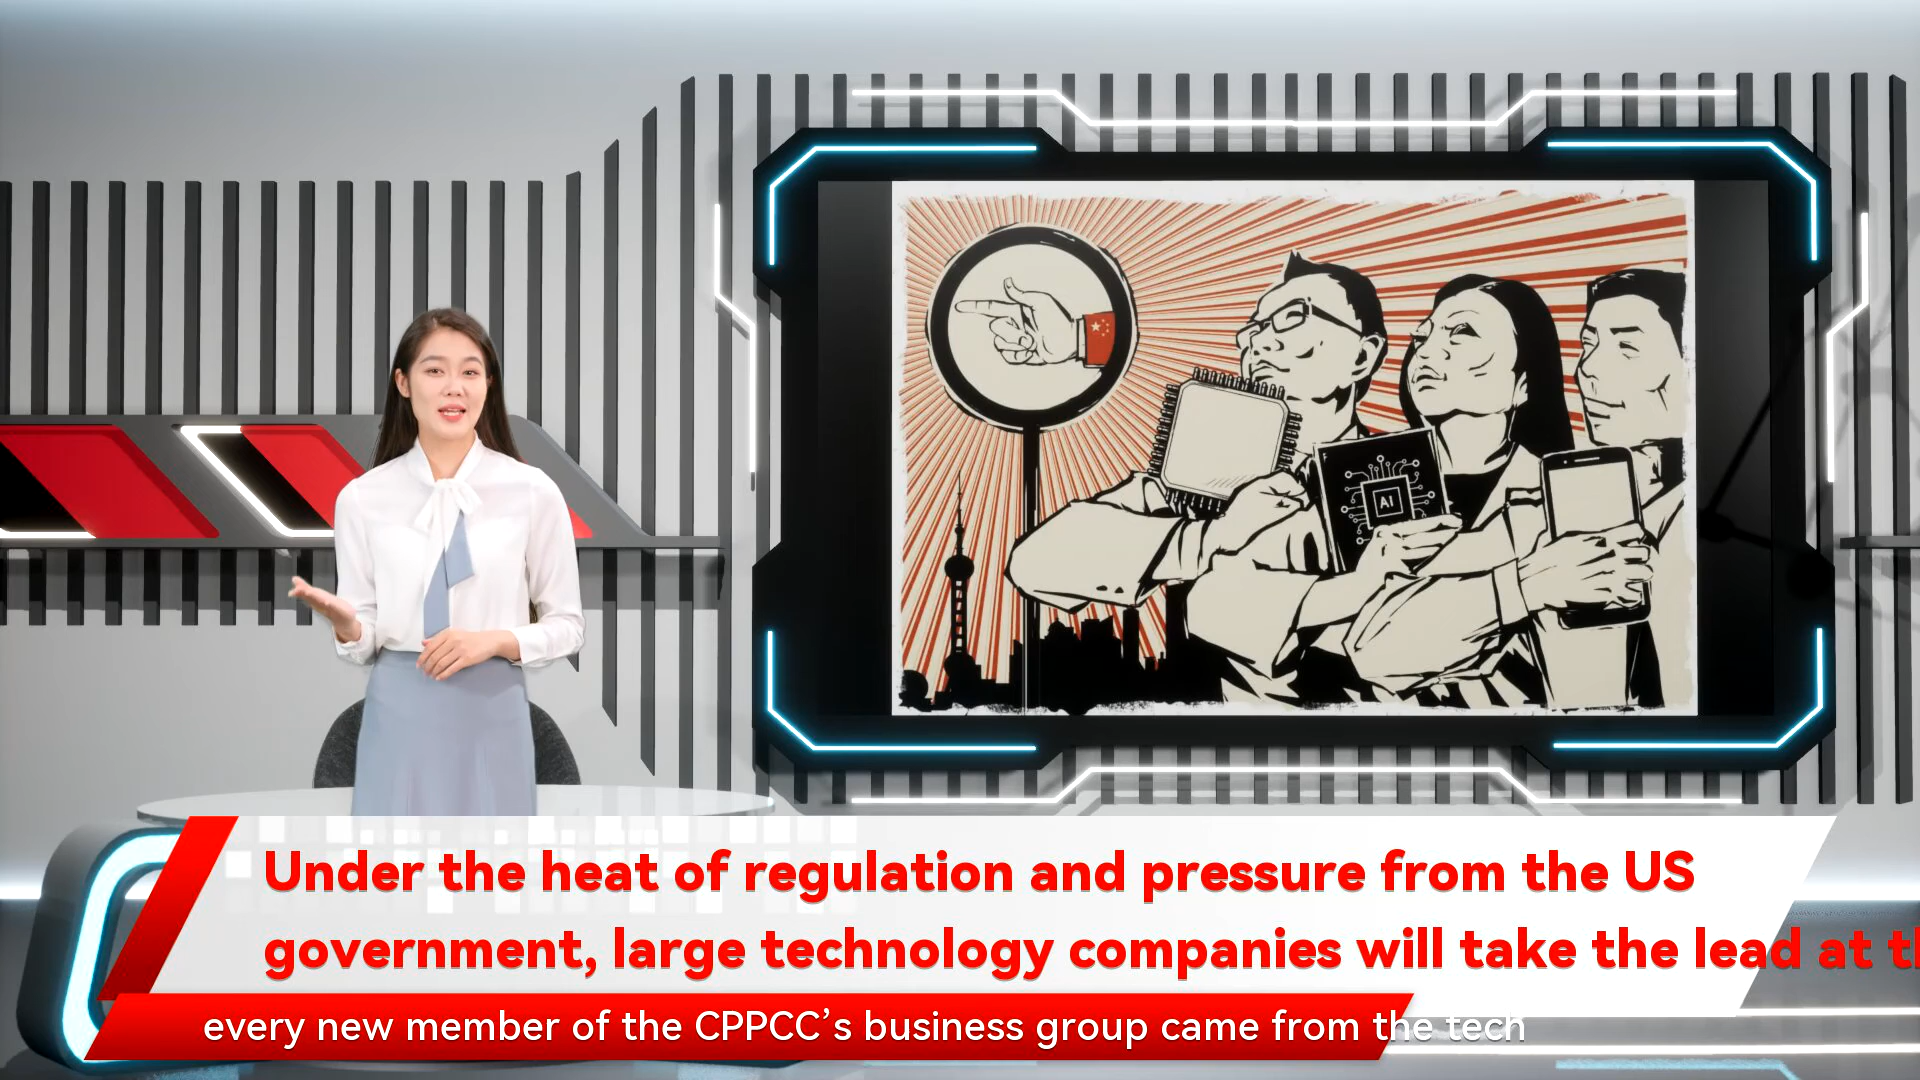 AI
Under the heat of regulation and pressure from the US
government, large technology companies will take the lead at
every new member of the CPPCC’s business group came from the tech